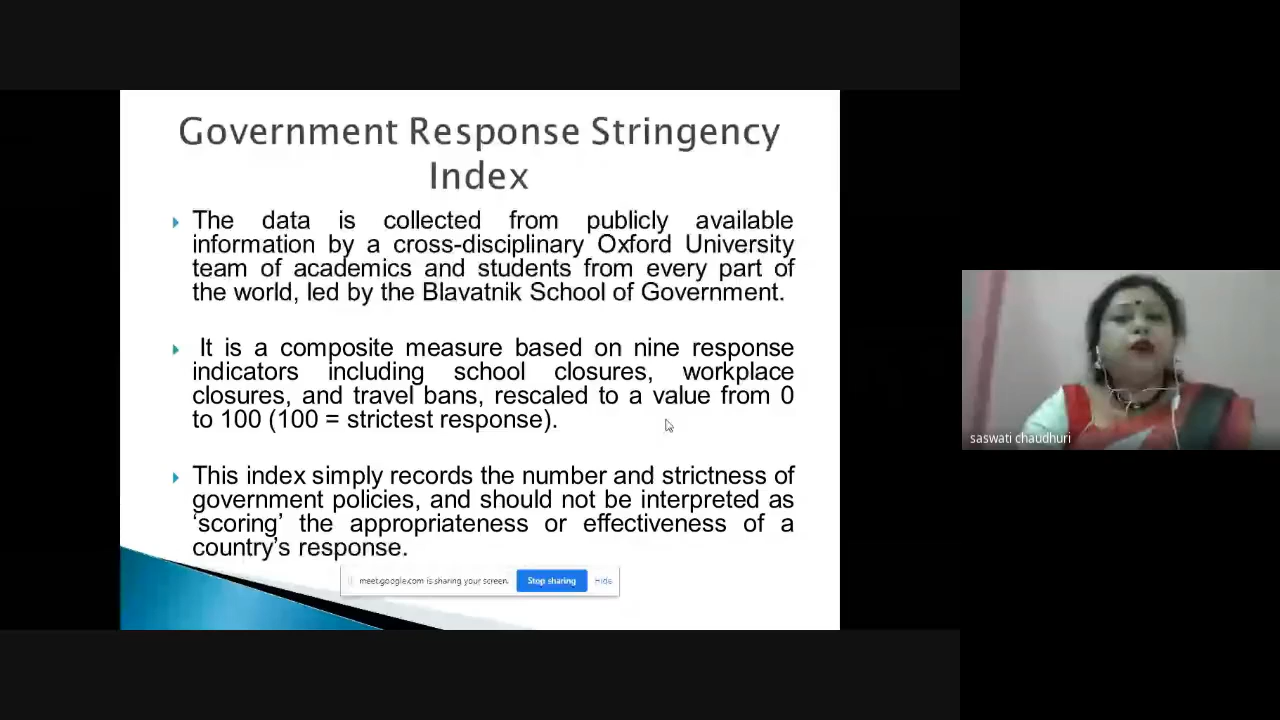 Government Response Stringency
Index
The data is collected from publicly available
information by a cross-disciplinary Oxford University
team of academics and students from every part of
the world, led by the Blavatnik School of Government.
It is a composite measure based on nine response
indicators including school closures, workplace
closures, and travel bans, rescaled to a value from 0
to 100 (100 = strictest response).
This index simply records the number and strictness of
government policies, and should not be interpreted as
‘scoring’ the appropriateness or effectiveness of a
country’s response.
meet.google.com is sharing your screen. Stop sharing Hide
saswati chaudhuri